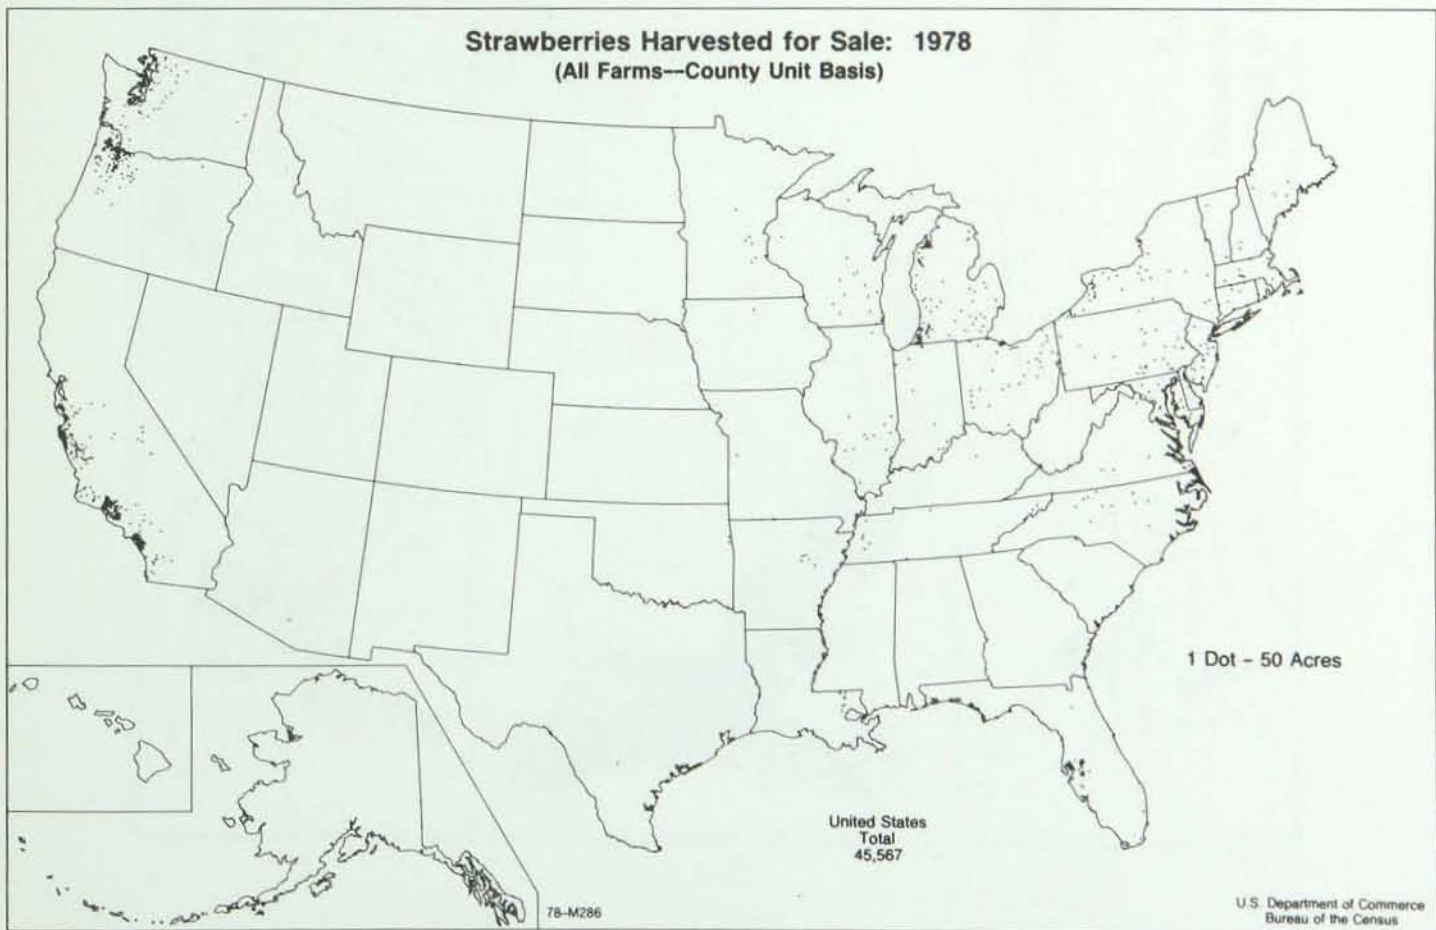 Strawberries Harvested for Sale: 1978
(All Farms—County Unit Basis)
1 Dot – 50 Acres
United States
Total
45,567
78-M286
U.S. Department of Commerce
Bureau of the Census